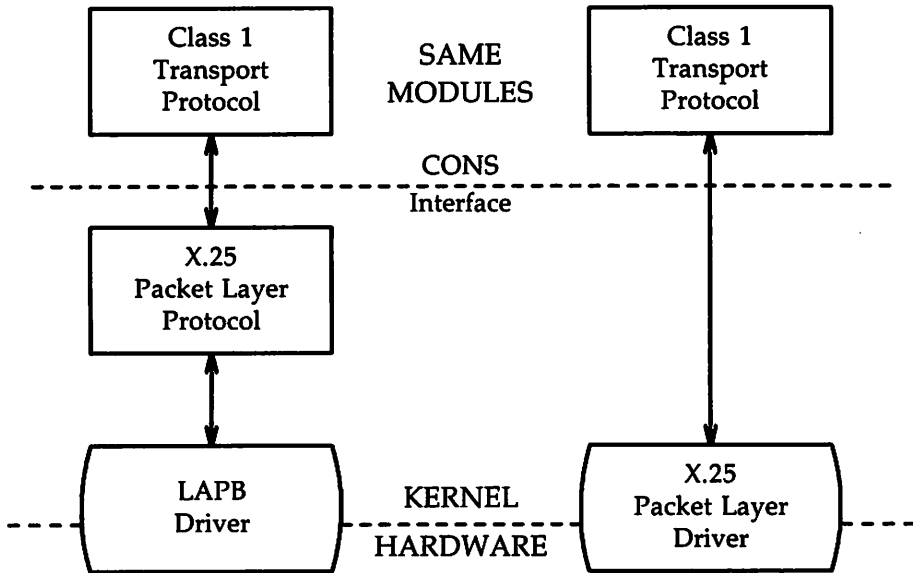 Class 1
Transport
Protocol
SAME
MODULES
Class 1
Transport
Protocol
CONS
Interface
X.25
Packet Layer
Protocol
LAPB
Driver
KERNEL
HARDWARE
X.25
Packet Layer
Driver